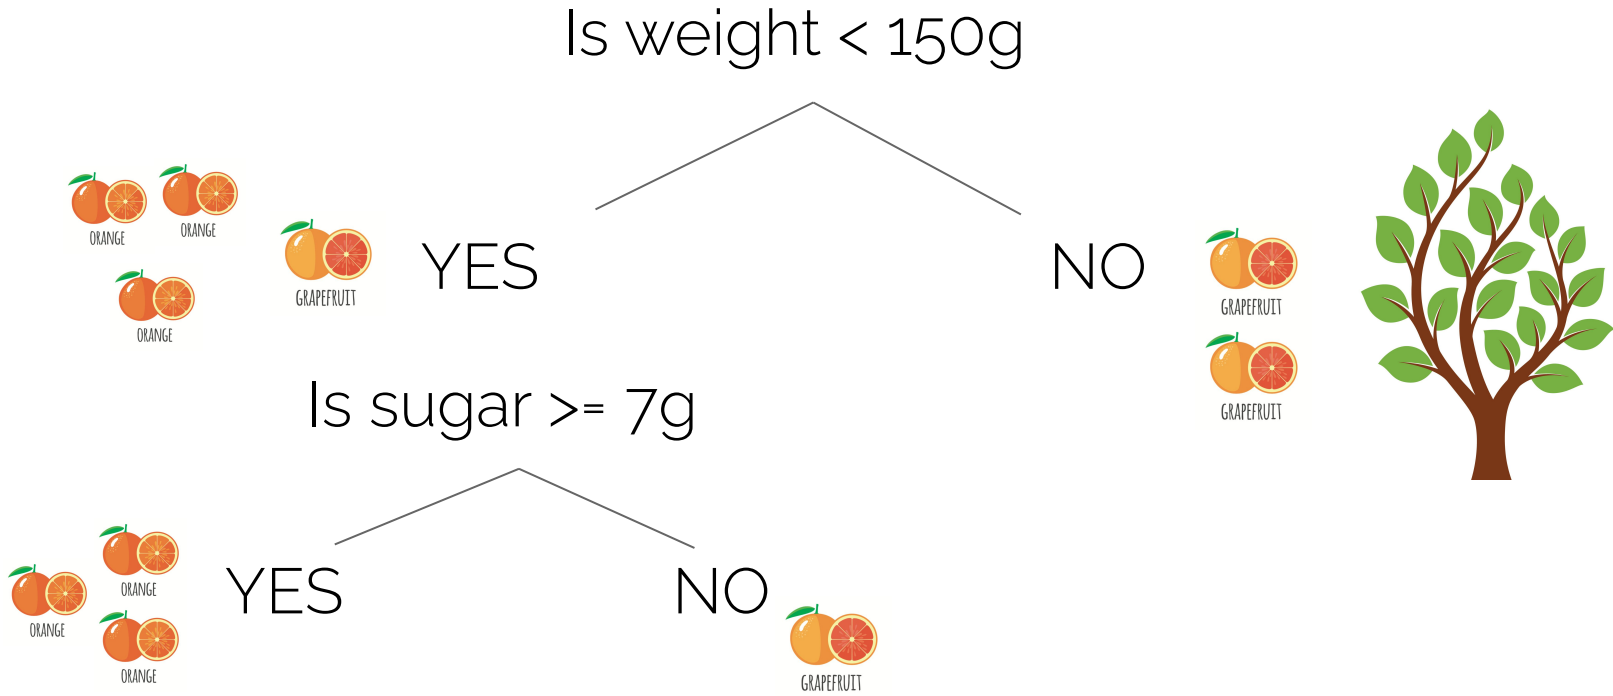 Is weight < 150g
ORANGE
ORANGE
ORANGE
GRAPEFRUIT
YES
NO
GRAPEFRUIT
GRAPEFRUIT
Is sugar >= 7g
ORANGE
ORANGE
ORANGE
YES
NO
GRAPEFRUIT